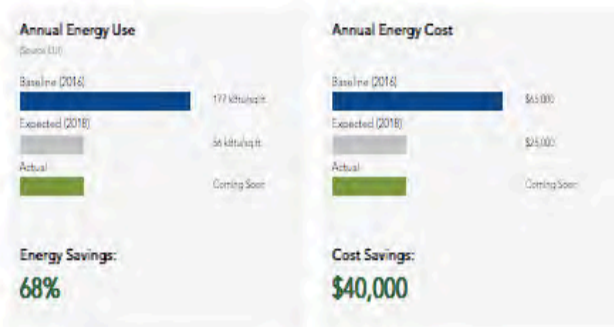 Annual Energy Use
(Source EUI)
Baseline (2016)
177 kBtu/sq ft
Expected (2018)
56 kBtu/sq ft
Actual
Coming Soon
Energy Savings:
68%
Annual Energy Cost
Baseline (2016)
$65,000
Expected (2018)
$25,000
Actual
Coming Soon
Cost Savings:
$40,000